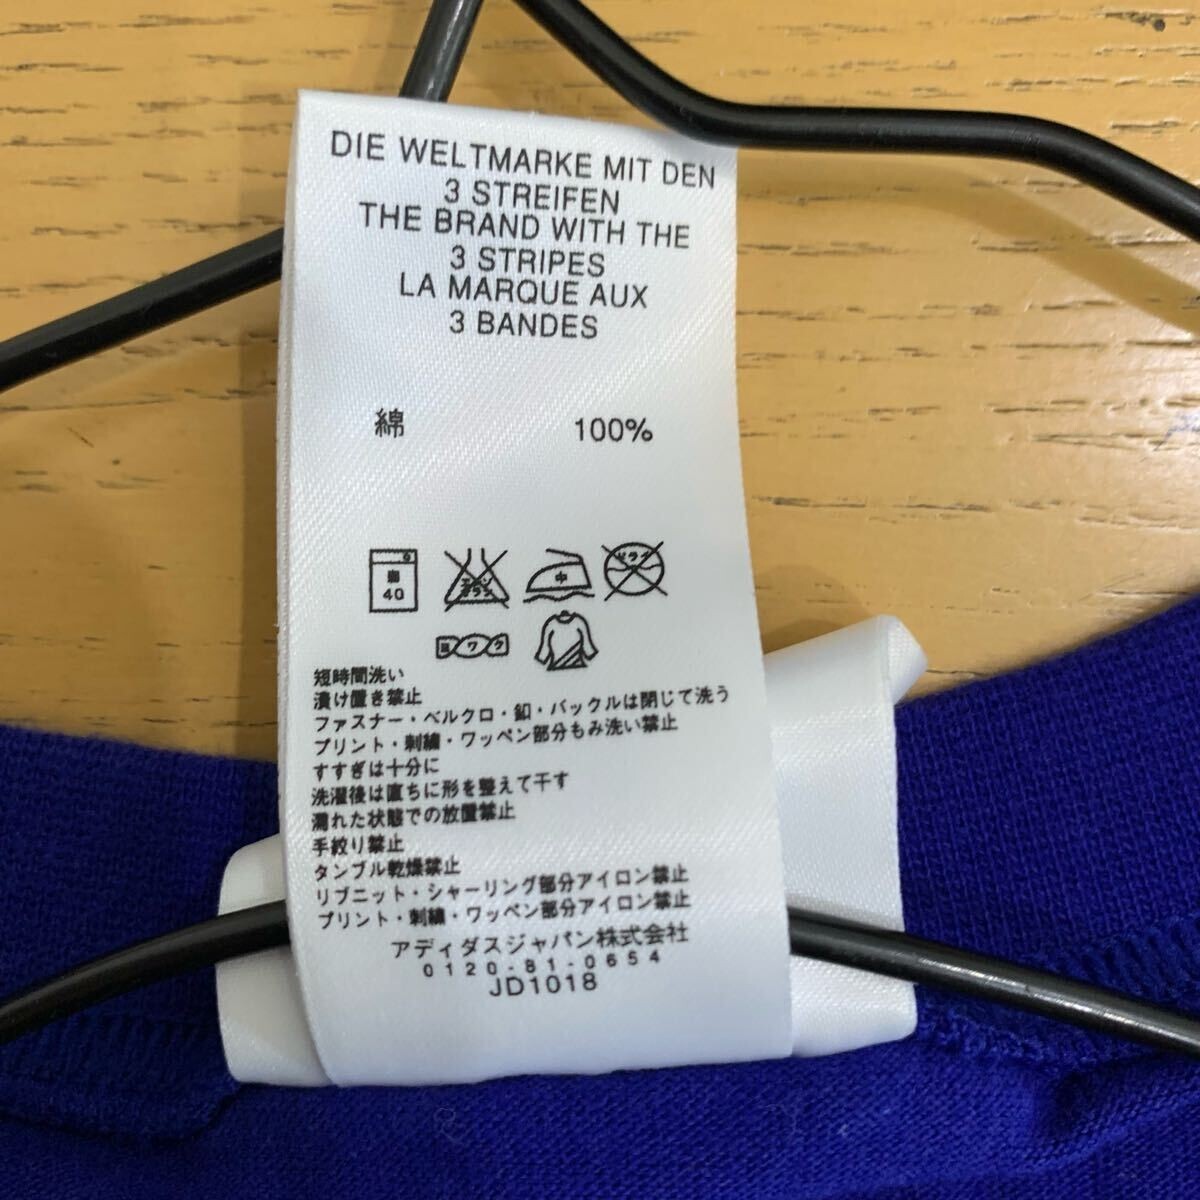 DIE WELTMARKE MIT DEN
3 STREIFEN
THE BRAND WITH THE
3 STRIPES
LA MARQUE AUX
3 BANDES
綿 100%
40 中 ドライ
ワク
短時間洗い
漬け置き禁止
ファスナー・ベルクロ・釦・バックルは閉じて洗う
プリント・刺繍・ワッペン部分もみ洗い禁止
すすぎは十分に
洗濯後は直ちに形を整えて干す
濡れた状態での放置禁止
手絞り禁止
タンブル乾燥禁止
リブニット・シャーリング部分アイロン禁止
プリント・刺繍・ワッペン部分アイロン禁止
アディダスジャパン株式会社
0120-81-0654
JD1018